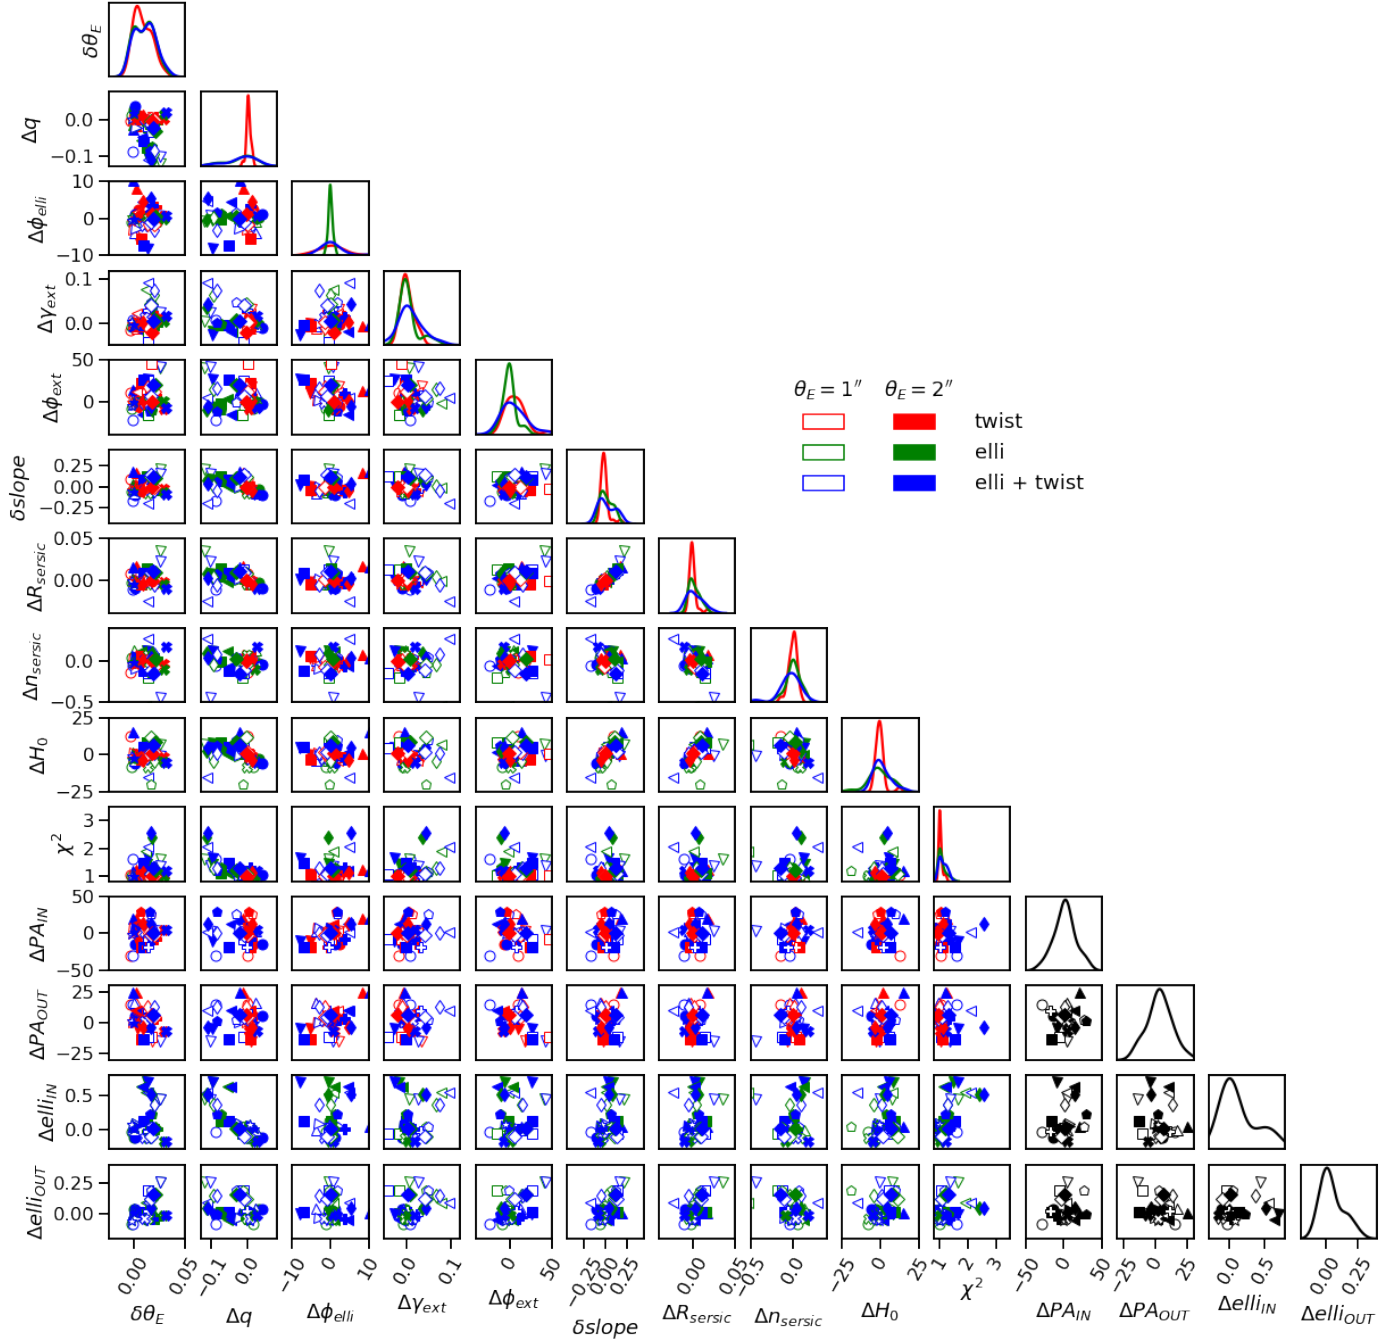 δθ_E
0.0
−0.1
Δq
10
0
−10
Δϕ_elli
0.1
0.0
Δγ_ext
50
0
Δϕ_ext
θ_E = 1″ θ_E = 2″
twist
elli
elli + twist
0.25
0.00
−0.25
δslope
0.05
0.00
ΔR_sersic
0.0
−0.5
Δn_sersic
25
0
−25
ΔH_0
3
2
1
χ²
50
0
−50
ΔPA_IN
25
0
−25
ΔPA_OUT
0.5
0.0
Δelli_IN
0.25
0.00
Δelli_OUT
0.00 0.05 −0.1 0.0 −10 0 10 0.0 0.1 0 50 −0.25 0.00 0.25 0.00 0.05 −0.5 0.0 −25 0 25 1 2 3 −50 0 50 −25 0 25 0.0 0.5 0.00 0.25
δθ_E Δq Δϕ_elli Δγ_ext Δϕ_ext δslope ΔR_sersic Δn_sersic ΔH_0 χ² ΔPA_IN ΔPA_OUT Δelli_IN Δelli_OUT